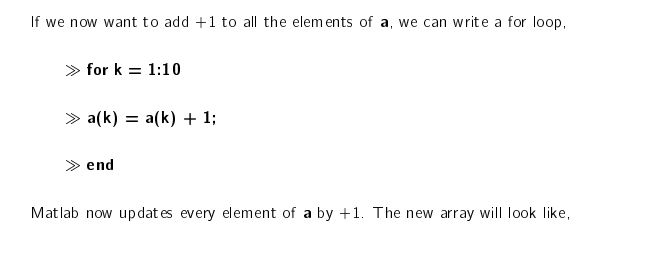 If we now want to add +1 to all the elements of a, we can write a for loop,
≫ for k = 1:10
≫ a(k) = a(k) + 1;
≫ end
Matlab now updates every element of a by +1. The new array will look like,